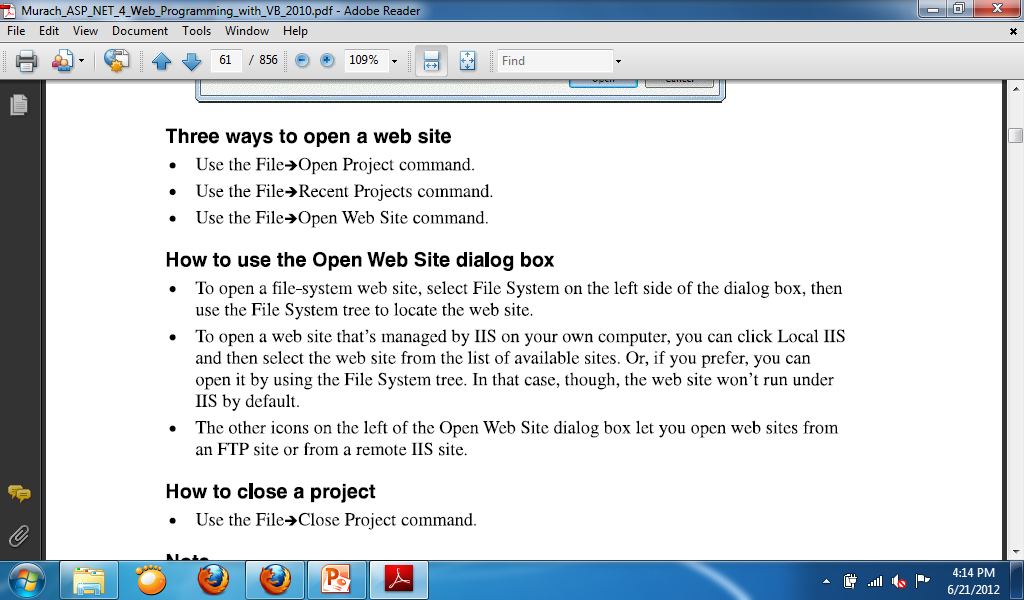 Murach_ASP_NET_4_Web_Programming_with_VB_2010.pdf - Adobe Reader
File Edit View Document Tools Window Help
61 / 856 109% Find
Three ways to open a web site
• Use the File➔Open Project command.
• Use the File➔Recent Projects command.
• Use the File➔Open Web Site command.
How to use the Open Web Site dialog box
• To open a file-system web site, select File System on the left side of the dialog box, then
use the File System tree to locate the web site.
• To open a web site that's managed by IIS on your own computer, you can click Local IIS
and then select the web site from the list of available sites. Or, if you prefer, you can
open it by using the File System tree. In that case, though, the web site won't run under
IIS by default.
• The other icons on the left of the Open Web Site dialog box let you open web sites from
an FTP site or from a remote IIS site.
How to close a project
• Use the File➔Close Project command.
4:14 PM
6/21/2012